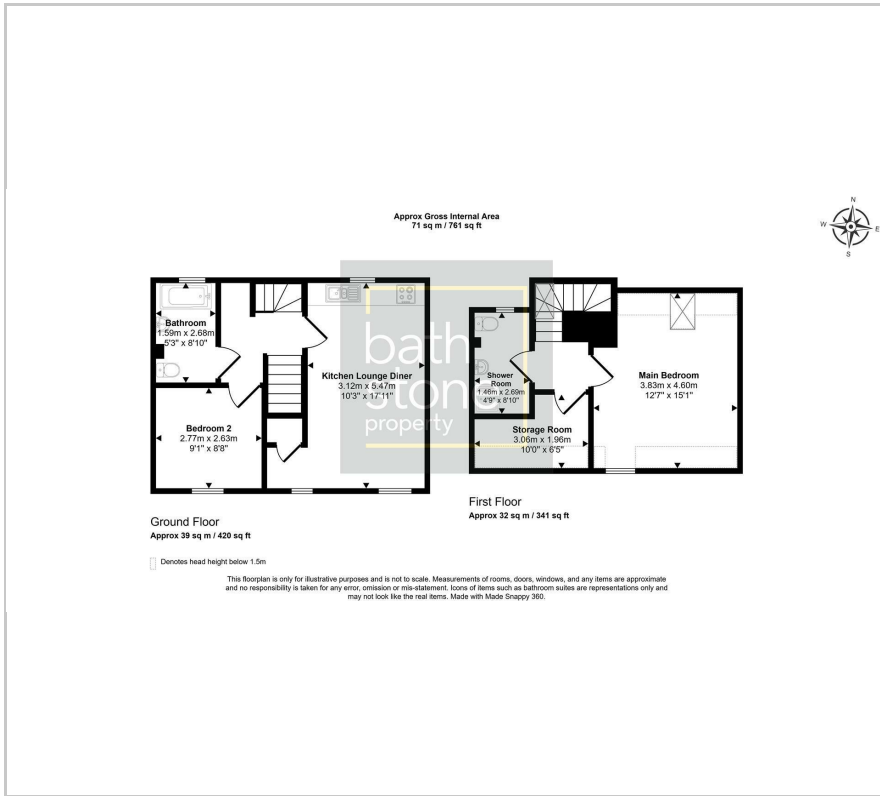 Approx Gross Internal Area
71 sq m / 761 sq ft
N
W
E
S
Bathroom
1.59m x 2.68m
5'3" x 8'10"
Bedroom 2
2.77m x 2.63m
9'1" x 8'8"
Kitchen Lounge Diner
3.12m x 5.47m
10'3" x 17'11"
bath
stone
property
Shower
Room
1.46m x 2.69m
4'9" x 8'10"
Main Bedroom
3.83m x 4.60m
12'7" x 15'1"
Storage Room
3.06m x 1.96m
10'0" x 6'5"
Ground Floor
Approx 39 sq m / 420 sq ft
First Floor
Approx 32 sq m / 341 sq ft
Denotes head height below 1.5m
This floorplan is only for illustrative purposes and is not to scale. Measurements of rooms, doors, windows, and any items are approximate
and no responsibility is taken for any error, omission or mis-statement. Icons of items such as bathroom suites are representations only and
may not look like the real items. Made with Made Snappy 360.